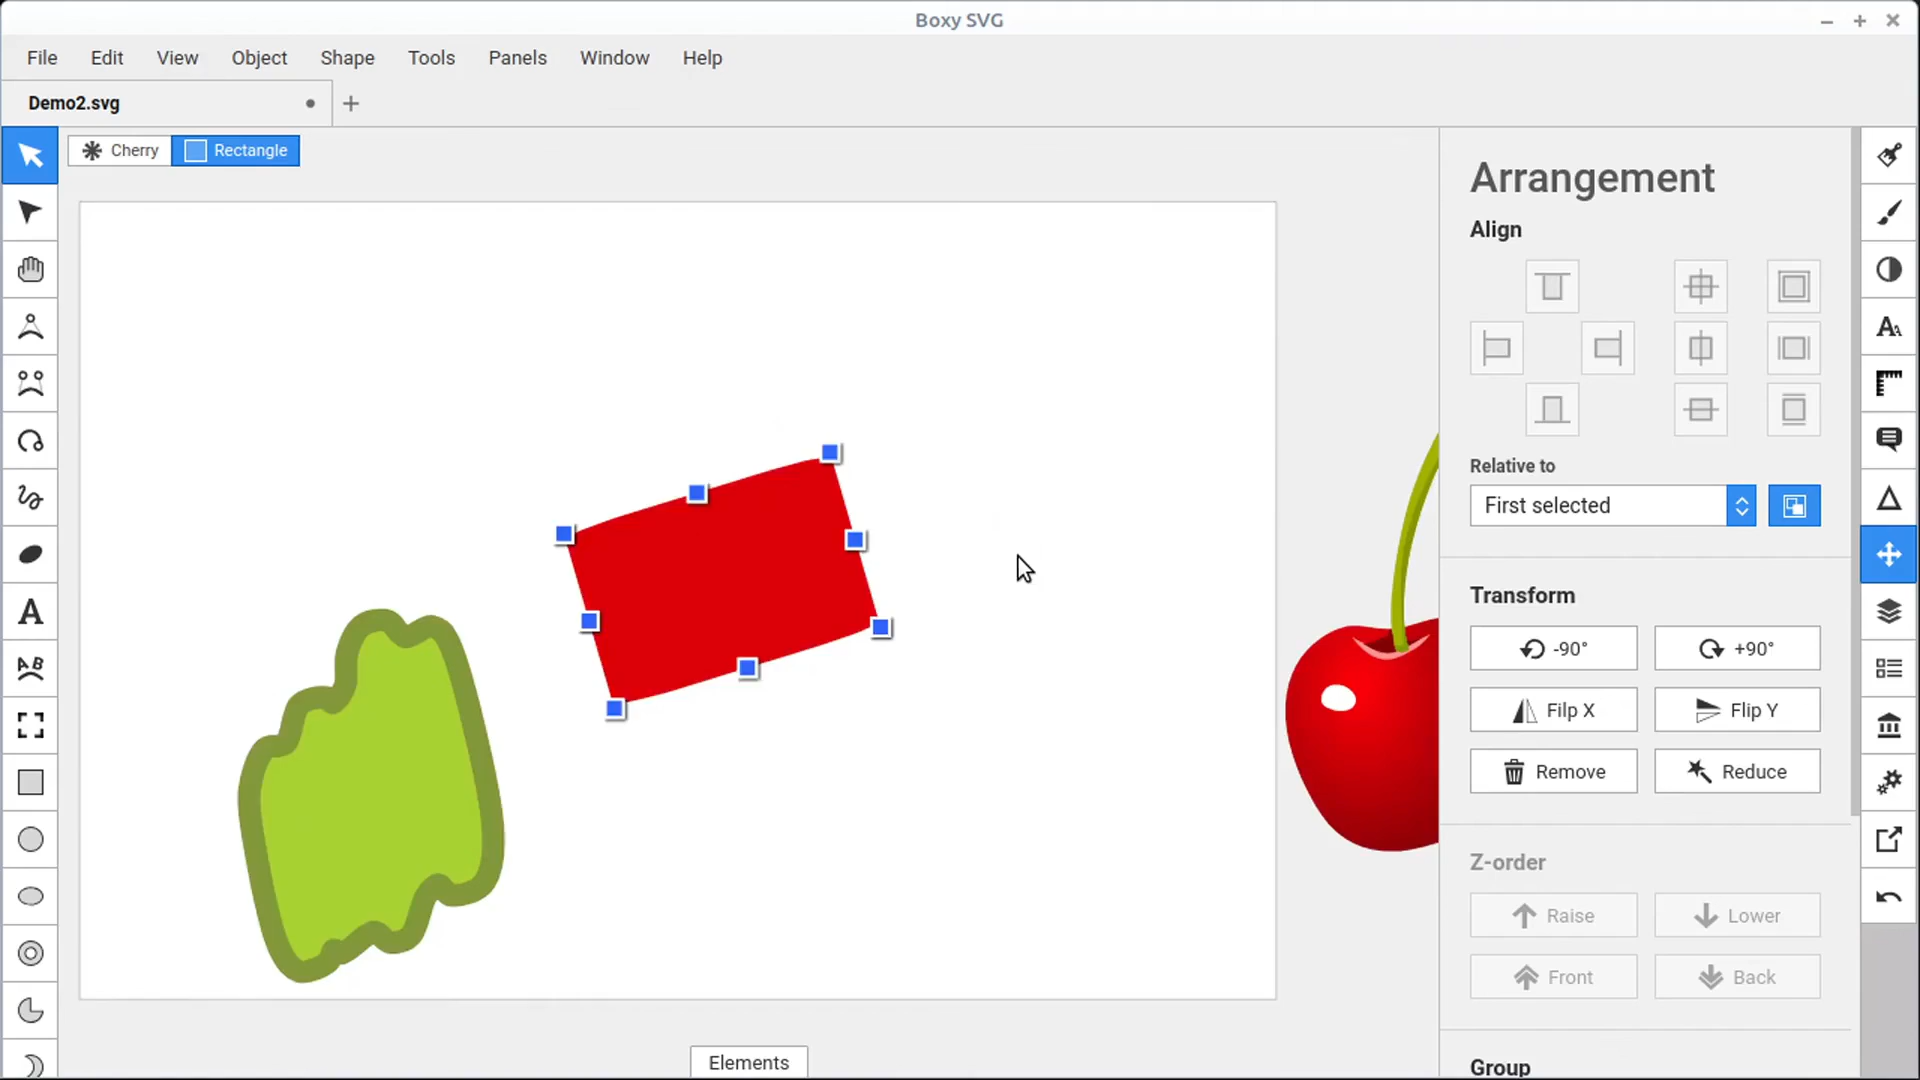 Boxy SVG
File Edit View Object Shape Tools Panels Window Help
Demo2.svg
Cherry Rectangle
Arrangement
Align
Relative to
First selected
Transform
-90° +90°
Filp X Flip Y
Remove Reduce
Z-order
Raise Lower
Front Back
Group
Elements